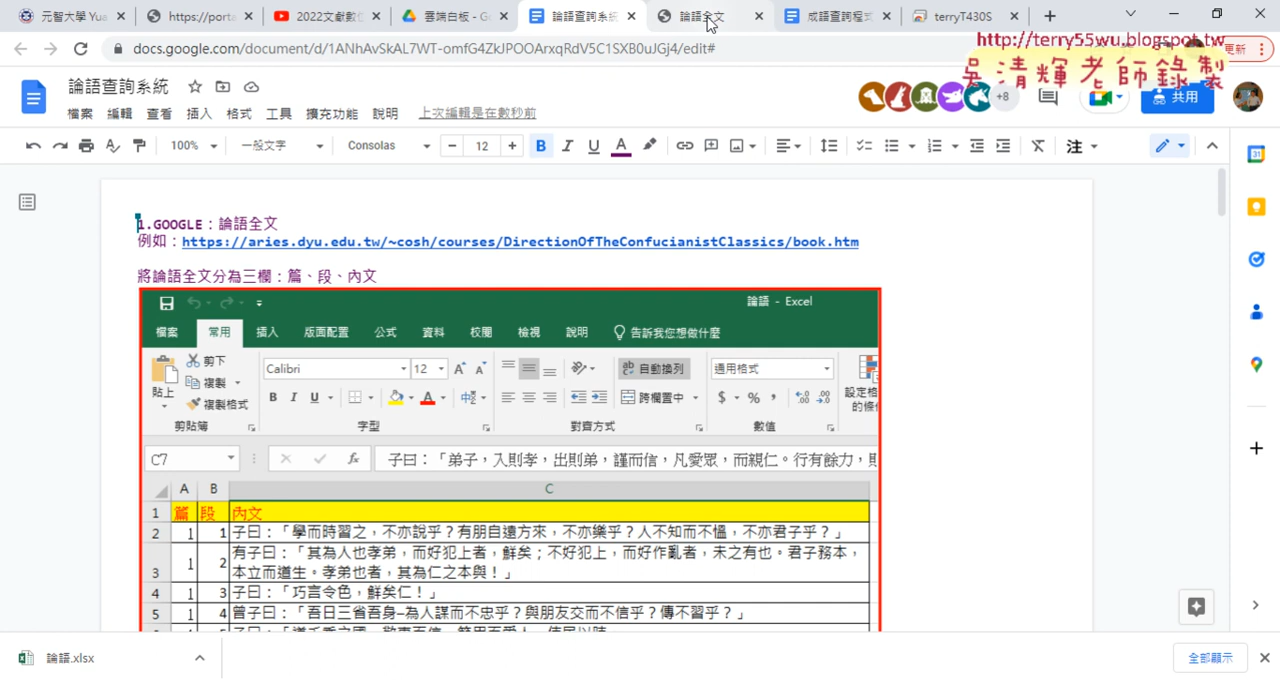 元智大學 Yua
https://porta
2022文獻數位
雲端白板 - G
論語查詢系統
論語全文
成語查詢程式
terryT430S
docs.google.com/document/d/1ANhAvSkAL7WT-omfG4ZkJPOOArxqRdV5C1SXB0uJGj4/edit#
更新
http://terry55wu.blogspot.tw
吳清輝老師錄製
論語查詢系統
+8
共用
檔案 編輯 查看 插入 格式 工具 擴充功能 說明 上次編輯是在數秒前
100% 一般文字 Consolas − 12 + B I U A 注
1.GOOGLE：論語全文
例如：https://aries.dyu.edu.tw/~cosh/courses/DirectionOfTheConfucianistClassics/book.htm
將論語全文分為三欄：篇、段、內文
論語 - Excel
檔案 常用 插入 版面配置 公式 資料 校閱 檢視 說明 告訴我您想做什麼
貼上
剪下
複製
複製格式
剪貼簿
Calibri 12
B I U
字型
自動換列
跨欄置中
對齊方式
通用格式
$ % ,
數值
設定格
的條
C7 fx 子曰：「弟子，入則孝，出則弟，謹而信，凡愛眾，而親仁。行有餘力，則
A B C
1 篇 段 內文
2 1 1 子曰：「學而時習之，不亦說乎？有朋自遠方來，不亦樂乎？人不知而不慍，不亦君子乎？」
3 1 2 有子曰：「其為人也孝弟，而好犯上者，鮮矣；不好犯上，而好作亂者，未之有也。君子務本，
本立而道生。孝弟也者，其為仁之本與！」
4 1 3 子曰：「巧言令色，鮮矣仁！」
5 1 4 曾子曰：「吾日三省吾身─為人謀而不忠乎？與朋友交而不信乎？傳不習乎？」
論語.xlsx
全部顯示